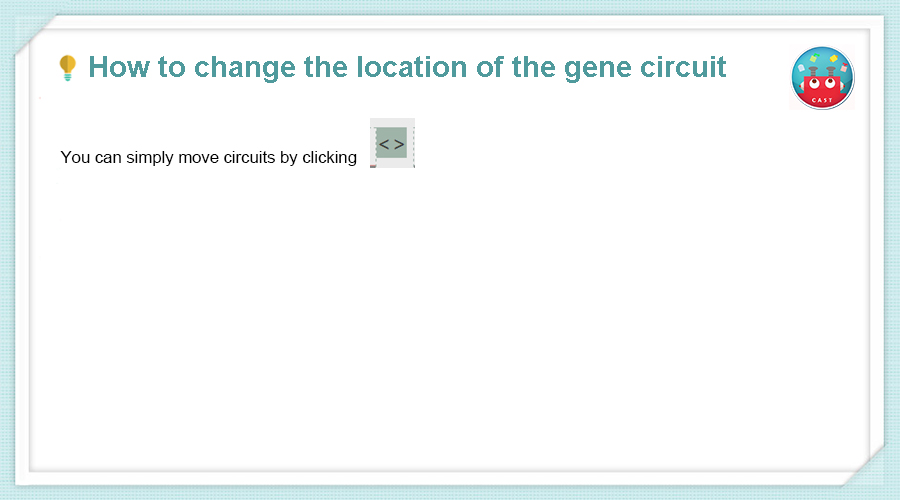 How to change the location of the gene circuit
CAST
You can simply move circuits by clicking <>